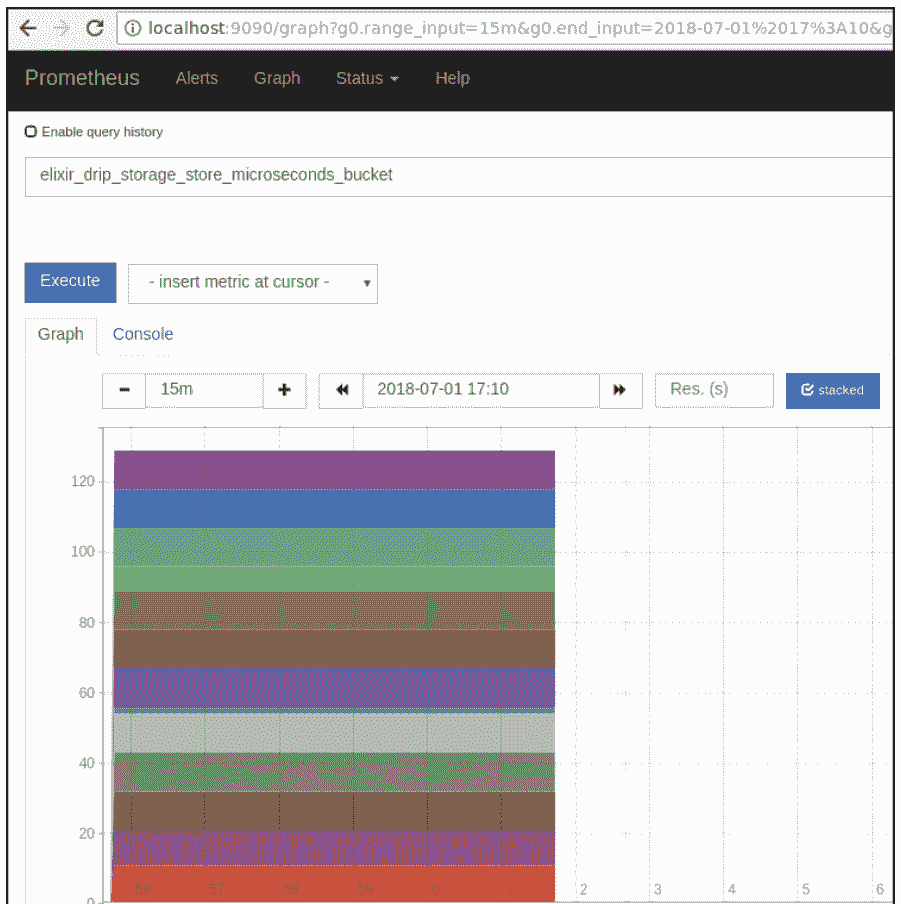 localhost:9090/graph?g0.range_input=15m&g0.end_input=2018-07-01%2017%3A10&g
Prometheus Alerts Graph Status Help
Enable query history
elixir_drip_storage_store_microseconds_bucket
Execute - insert metric at cursor -
Graph Console
15m 2018-07-01 17:10 Res. (s) stacked
120
100
80
60
40
20
0
56 57 58 59 0 1 2 3 4 5 6